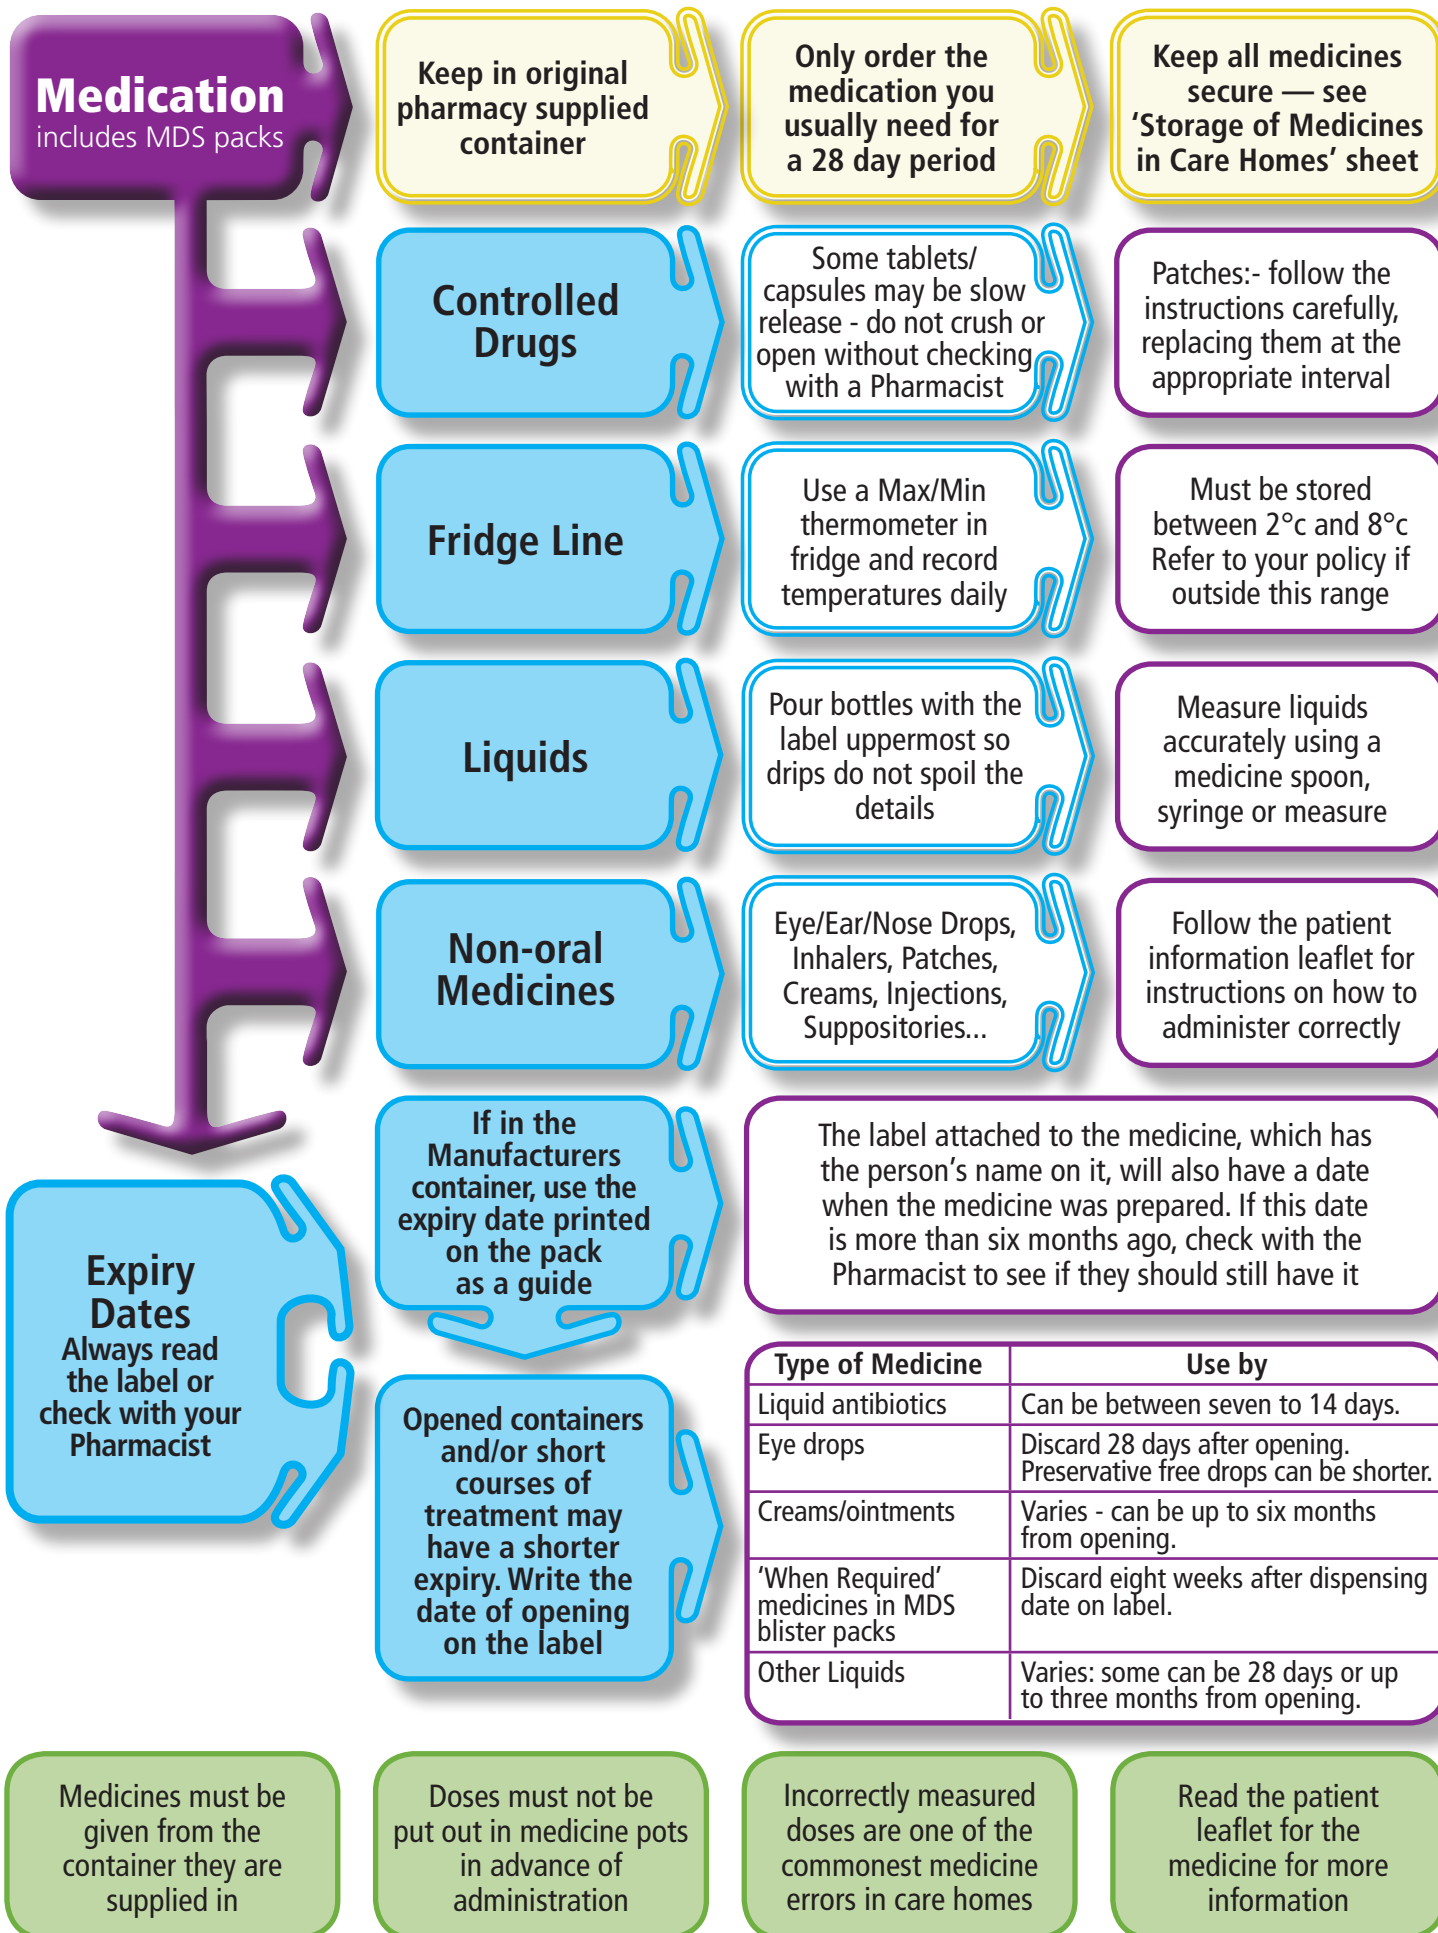 Medication
includes MDS packs
Keep in original
pharmacy supplied
container
Only order the
medication you
usually need for
a 28 day period
Keep all medicines
secure — see
‘Storage of Medicines
in Care Homes’ sheet
Controlled
Drugs
Some tablets/
capsules may be slow
release - do not crush or
open without checking
with a Pharmacist
Patches:- follow the
instructions carefully,
replacing them at the
appropriate interval
Fridge Line
Use a Max/Min
thermometer in
fridge and record
temperatures daily
Must be stored
between 2°c and 8°c
Refer to your policy if
outside this range
Liquids
Pour bottles with the
label uppermost so
drips do not spoil the
details
Measure liquids
accurately using a
medicine spoon,
syringe or measure
Non-oral
Medicines
Eye/Ear/Nose Drops,
Inhalers, Patches,
Creams, Injections,
Suppositories...
Follow the patient
information leaflet for
instructions on how to
administer correctly
Expiry
Dates
Always read
the label or
check with your
Pharmacist
If in the
Manufacturers
container, use the
expiry date printed
on the pack
as a guide
The label attached to the medicine, which has
the person’s name on it, will also have a date
when the medicine was prepared. If this date
is more than six months ago, check with the
Pharmacist to see if they should still have it
Opened containers
and/or short
courses of
treatment may
have a shorter
expiry. Write the
date of opening
on the label
Type of Medicine
Use by
Liquid antibiotics
Can be between seven to 14 days.
Eye drops
Discard 28 days after opening.
Preservative free drops can be shorter.
Creams/ointments
Varies - can be up to six months
from opening.
‘When Required’
medicines in MDS
blister packs
Discard eight weeks after dispensing
date on label.
Other Liquids
Varies: some can be 28 days or up
to three months from opening.
Medicines must be
given from the
container they are
supplied in
Doses must not be
put out in medicine pots
in advance of
administration
Incorrectly measured
doses are one of the
commonest medicine
errors in care homes
Read the patient
leaflet for the
medicine for more
information